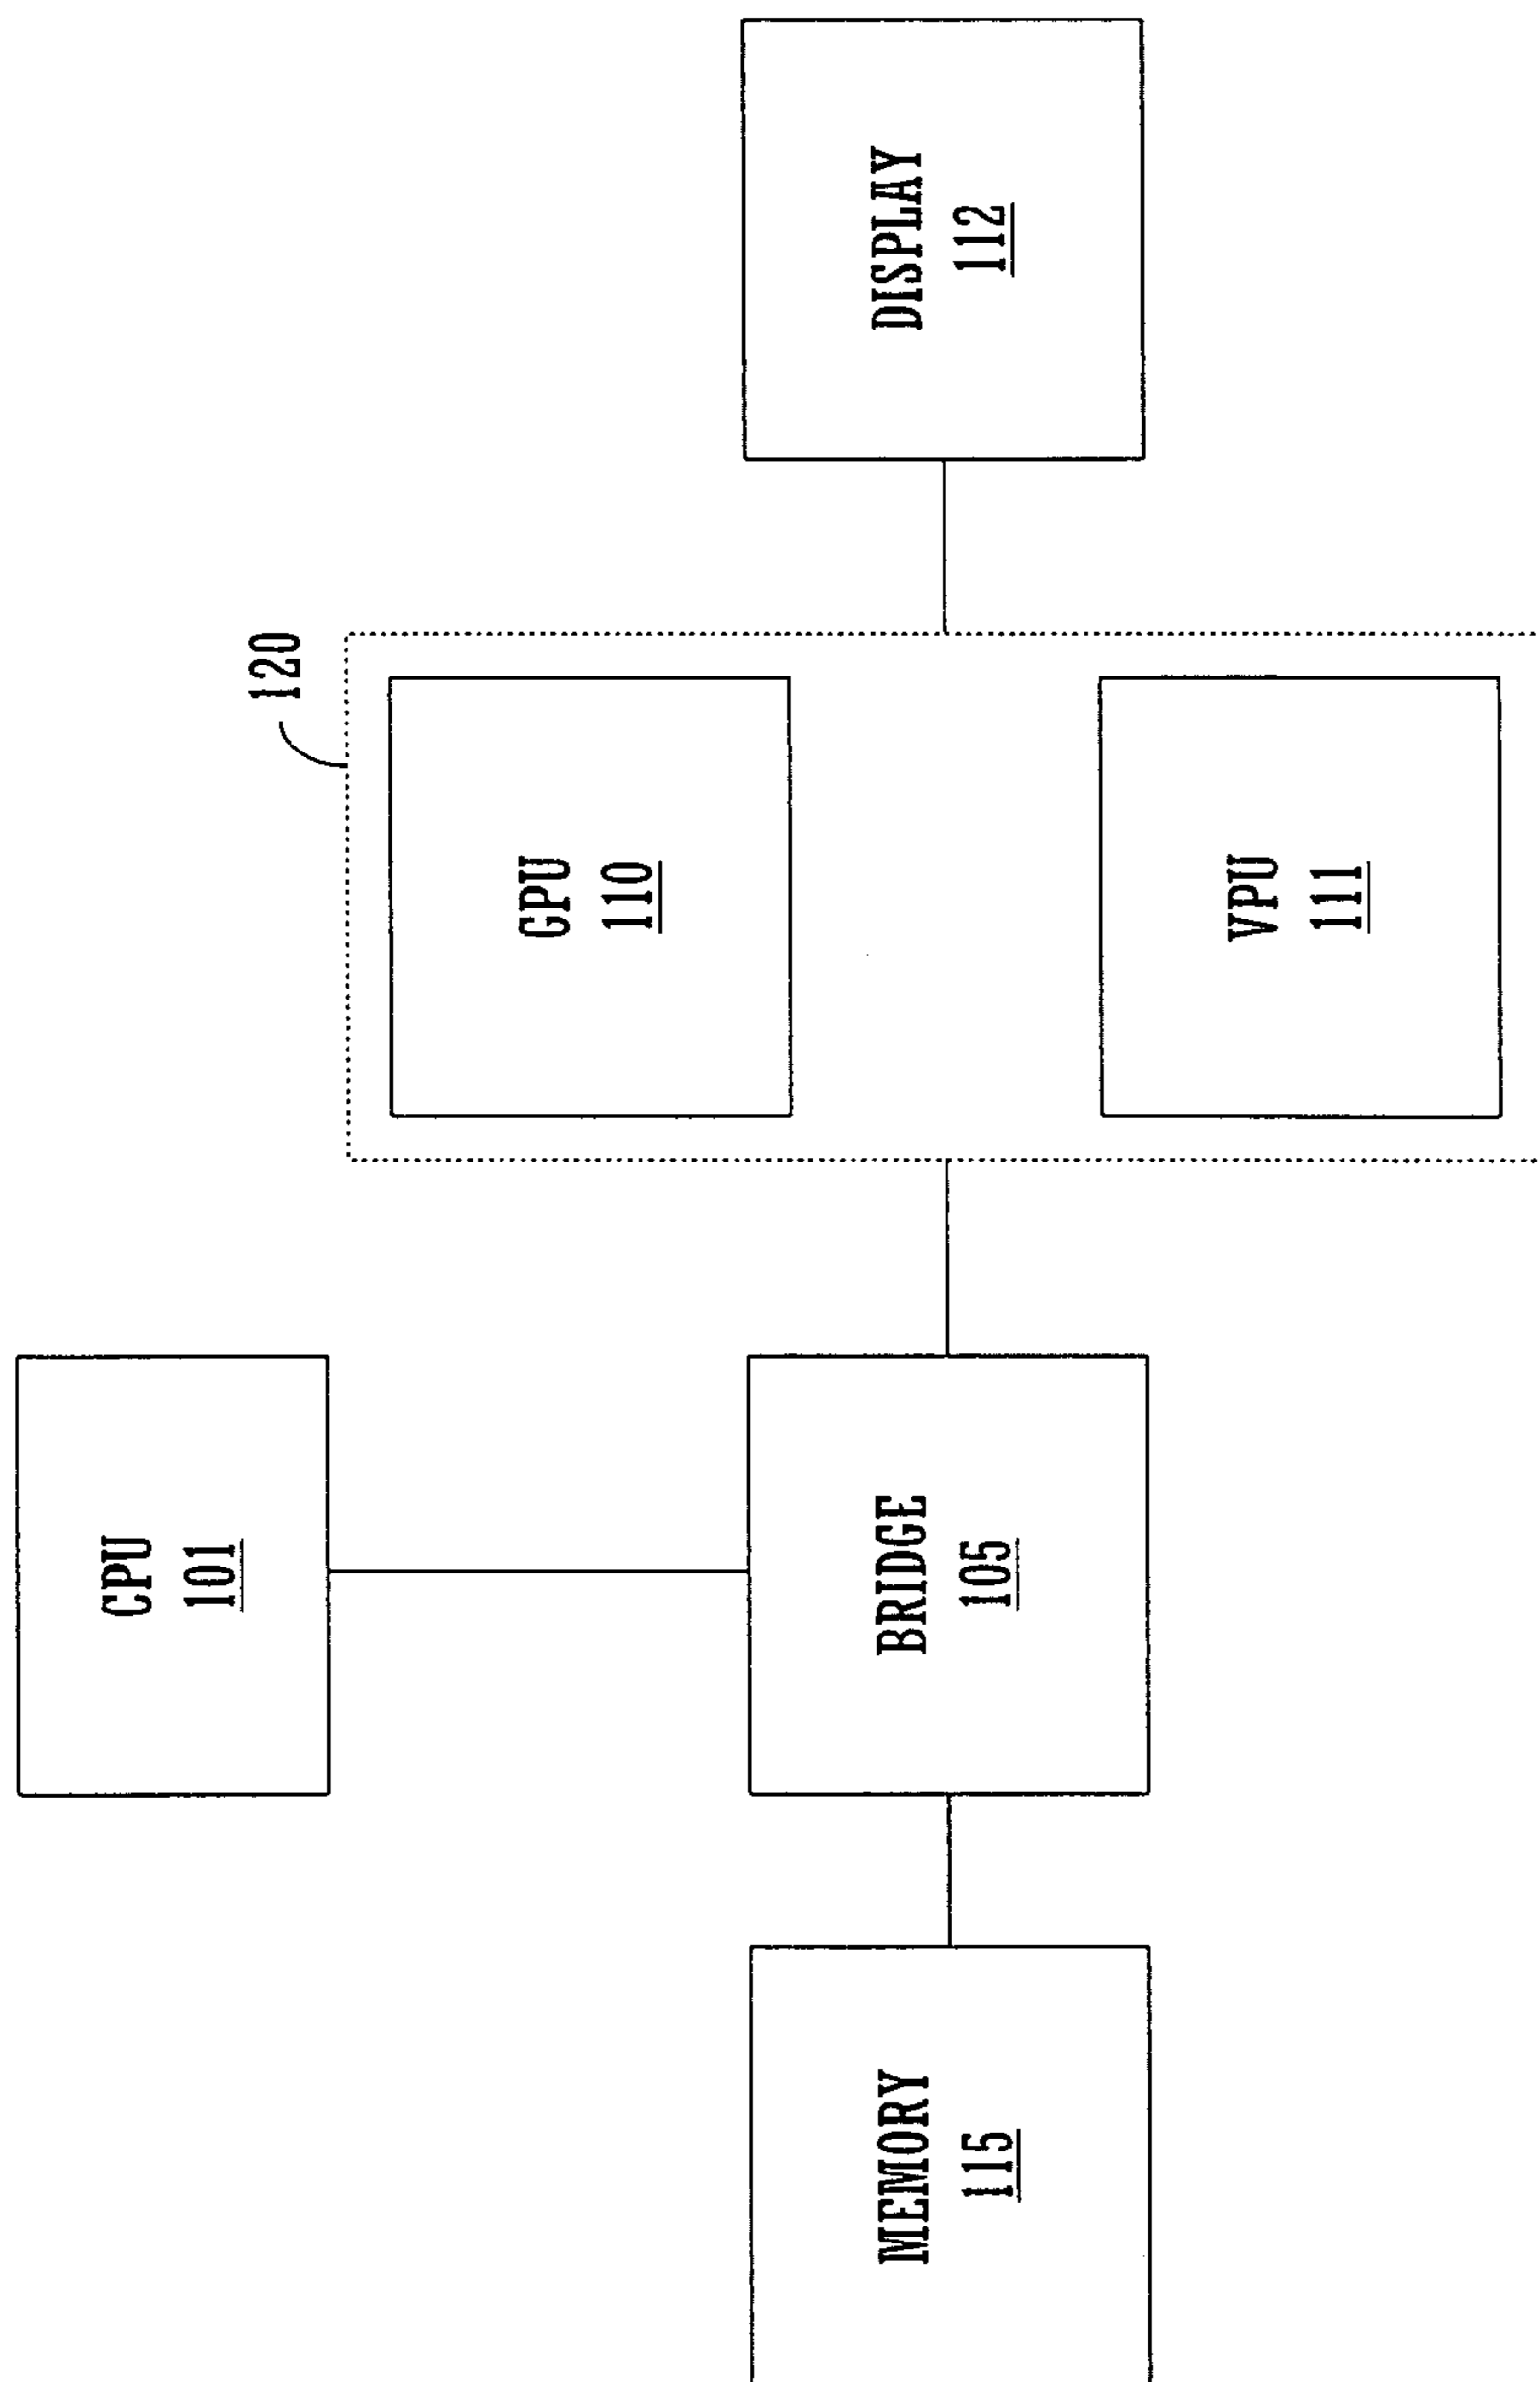 CPU
101
MEMORY
115
BRIDGE
105
120
GPU
110
VPU
111
DISPLAY
112